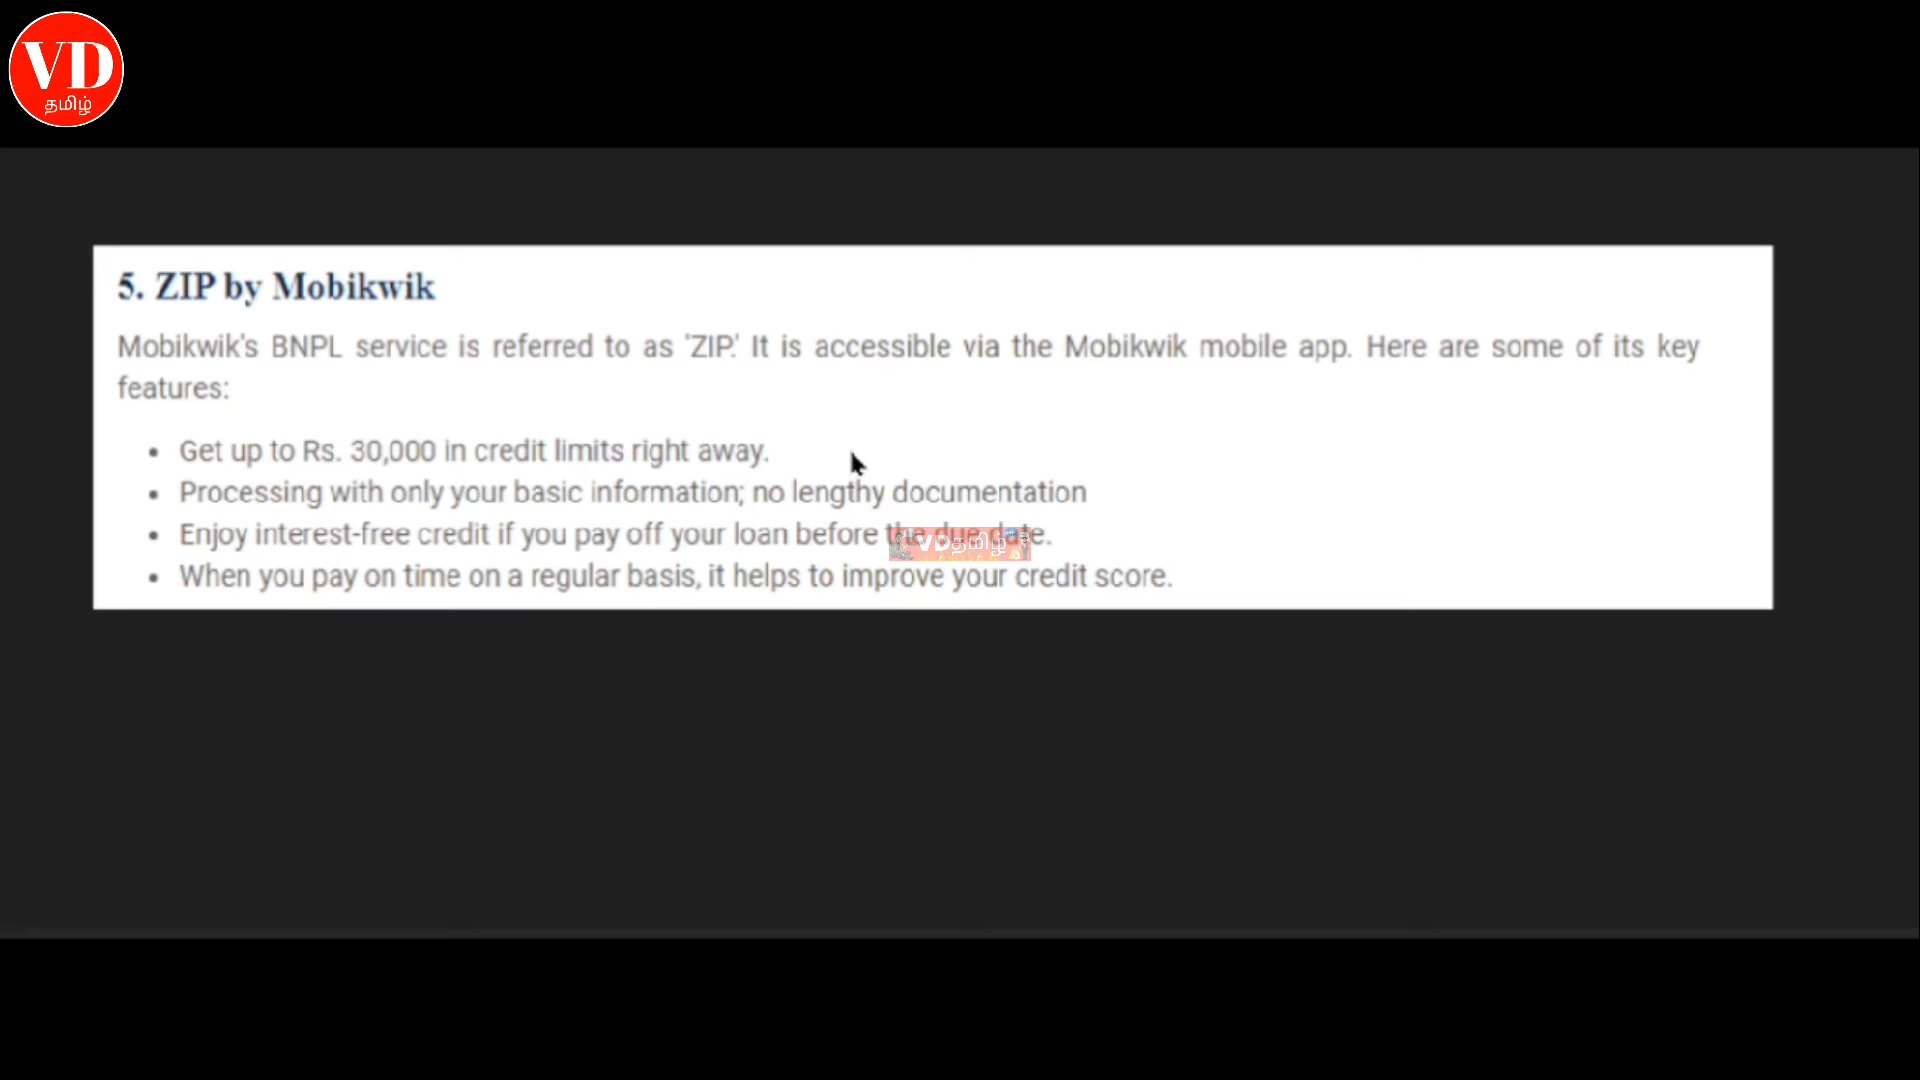 VD
தமிழ்
5. ZIP by Mobikwik
Mobikwik's BNPL service is referred to as 'ZIP.' It is accessible via the Mobikwik mobile app. Here are some of its key
features:
• Get up to Rs. 30,000 in credit limits right away.
• Processing with only your basic information; no lengthy documentation
• Enjoy interest-free credit if you pay off your loan before the due date.
VDதமிழ்
• When you pay on time on a regular basis, it helps to improve your credit score.